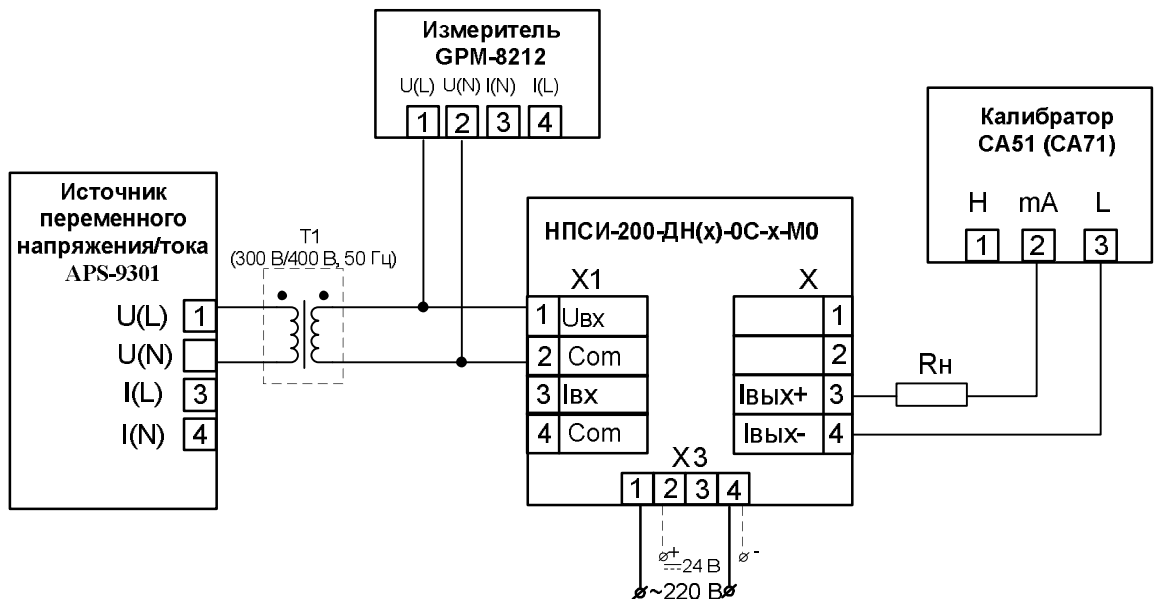 Измеритель
GPM-8212
U(L) U(N) I(N) I(L)
1 2 3 4
Калибратор
CA51 (CA71)
H mA L
1 2 3
Источник
переменного
напряжения/тока
APS-9301
U(L) 1
U(N)
I(L) 3
I(N) 4
T1
(300 В/400 В, 50 Гц)
НПСИ-200-ДН(х)-0С-х-М0
X1
1 Uвх
2 Com
3 Iвх
4 Com
X
1
2
Iвых+ 3
Iвых- 4
Rн
X3
1 2 3 4
+ -
24 В
~220 В